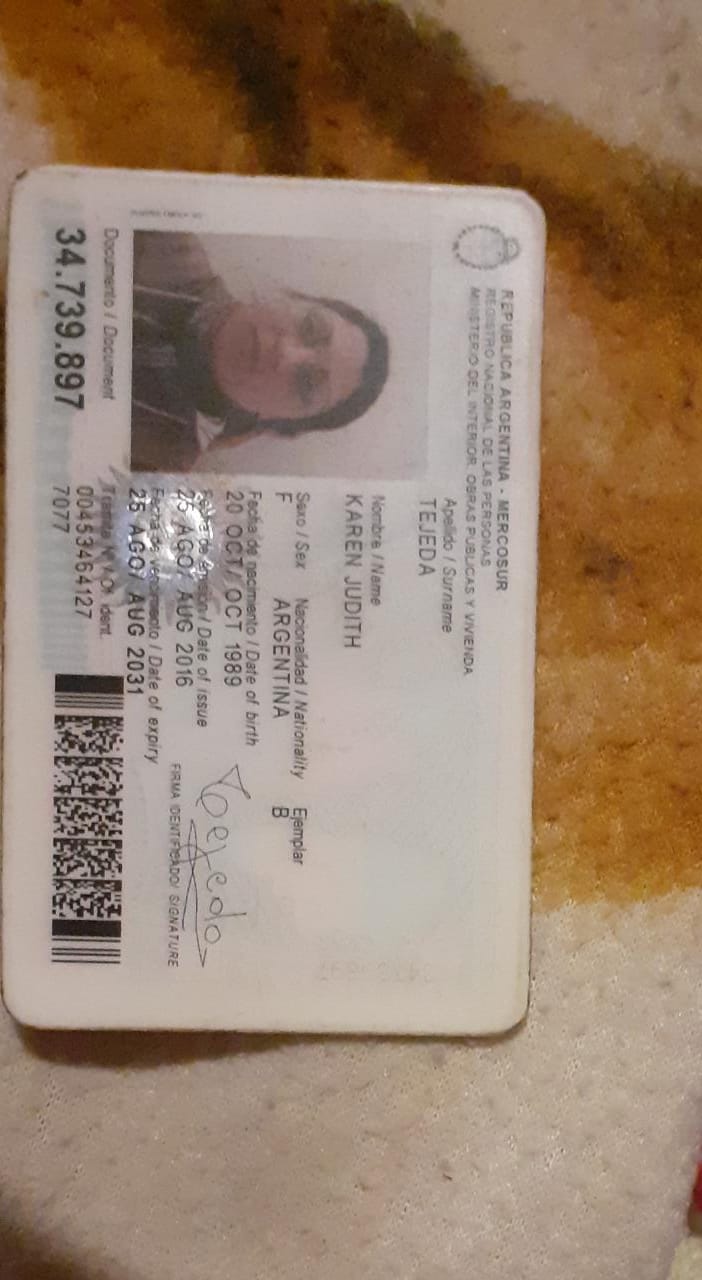 REPUBLICA ARGENTINA - MERCOSUR
REGISTRO NACIONAL DE LAS PERSONAS
MINISTERIO DEL INTERIOR, OBRAS PUBLICAS Y VIVIENDA
Apellido / Surname
TEJEDA
Nombre / Name
KAREN JUDITH
Sexo / Sex Nacionalidad / Nationality Ejemplar
F ARGENTINA B
Fecha de nacimiento / Date of birth
20 OCT/ OCT 1989
Fecha de emisión / Date of issue
25 AGO/ AUG 2016
Fecha de vencimiento / Date of expiry
25 AGO/ AUG 2031
Tejeda
FIRMA IDENTIFICADO/ SIGNATURE
Documento / Document
34.739.897
Trámite Nº / Of. ident.
00453464127
7077